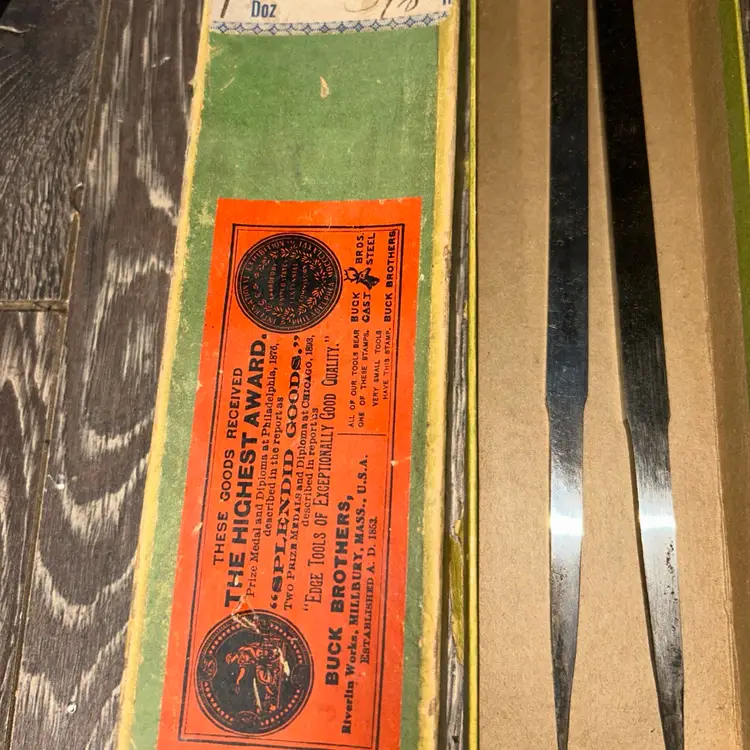 Doz
THESE GOODS RECEIVED
THE HIGHEST AWARD.
Prize Medal and Diploma at Philadelphia, 1876,
described in the report as
"SPLENDID GOODS."
TWO PRIZE MEDALS and Diploma at CHICAGO, 1893,
described in report as
"EDGE TOOLS OF EXCEPTIONALLY GOOD QUALITY."
BUCK BROTHERS,
Riverlin Works, MILLBURY, MASS., U.S.A.
ESTABLISHED A. D. 1853.
BUCK BROS.
CAST STEEL
BUCK BROTHERS
ALL OF OUR TOOLS BEAR
ONE OF THESE STAMPS.
VERY SMALL TOOLS
HAVE THIS STAMP.
INTERNATIONAL EXHIBITION